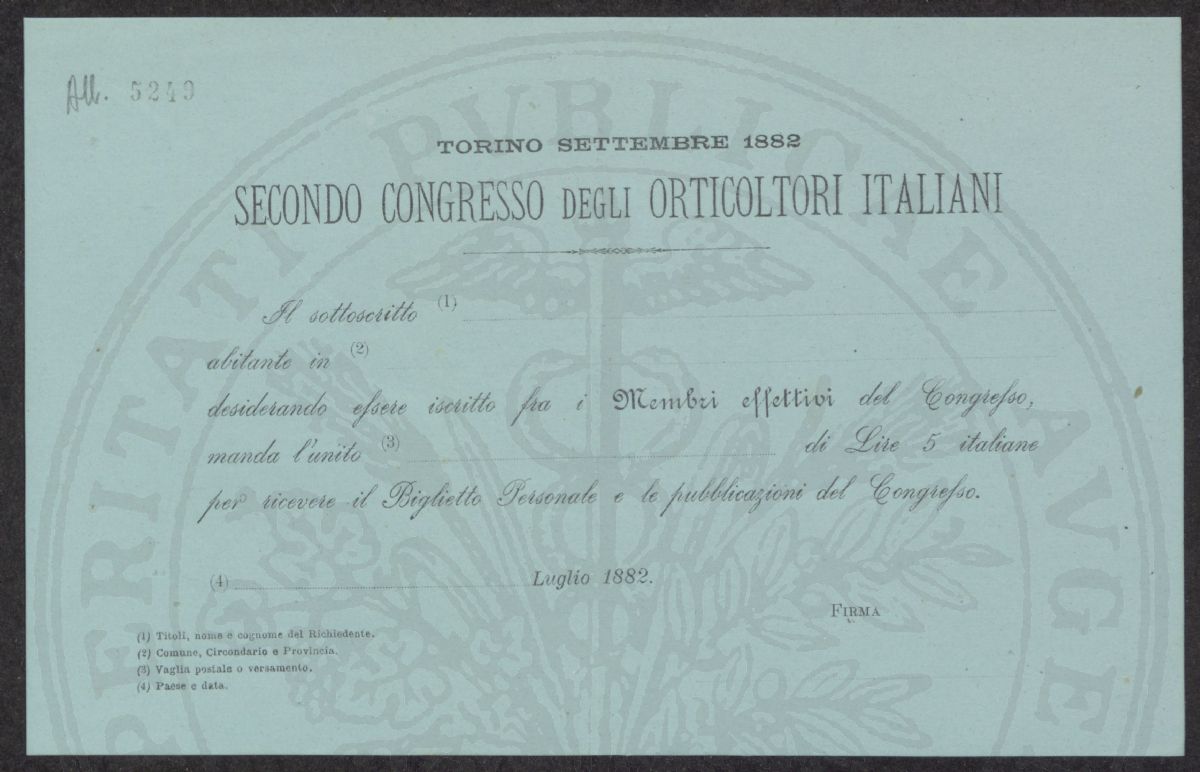 All. 5249
TORINO SETTEMBRE 1882
SECONDO CONGRESSO DEGLI ORTICOLTORI ITALIANI
Il sottoscritto (1)
abitante in (2)
desiderando essere iscritto fra i Membri effettivi del Congresso,
manda l'unito (3) di Lire 5 italiane
per ricevere il Biglietto Personale e le pubblicazioni del Congresso.
(4) Luglio 1882.
FIRMA
(1) Titoli, nome e cognome del Richiedente.
(2) Comune, Circondario e Provincia.
(3) Vaglia postale o versamento.
(4) Paese e data.
PERITATI PVBLICAE AVGE